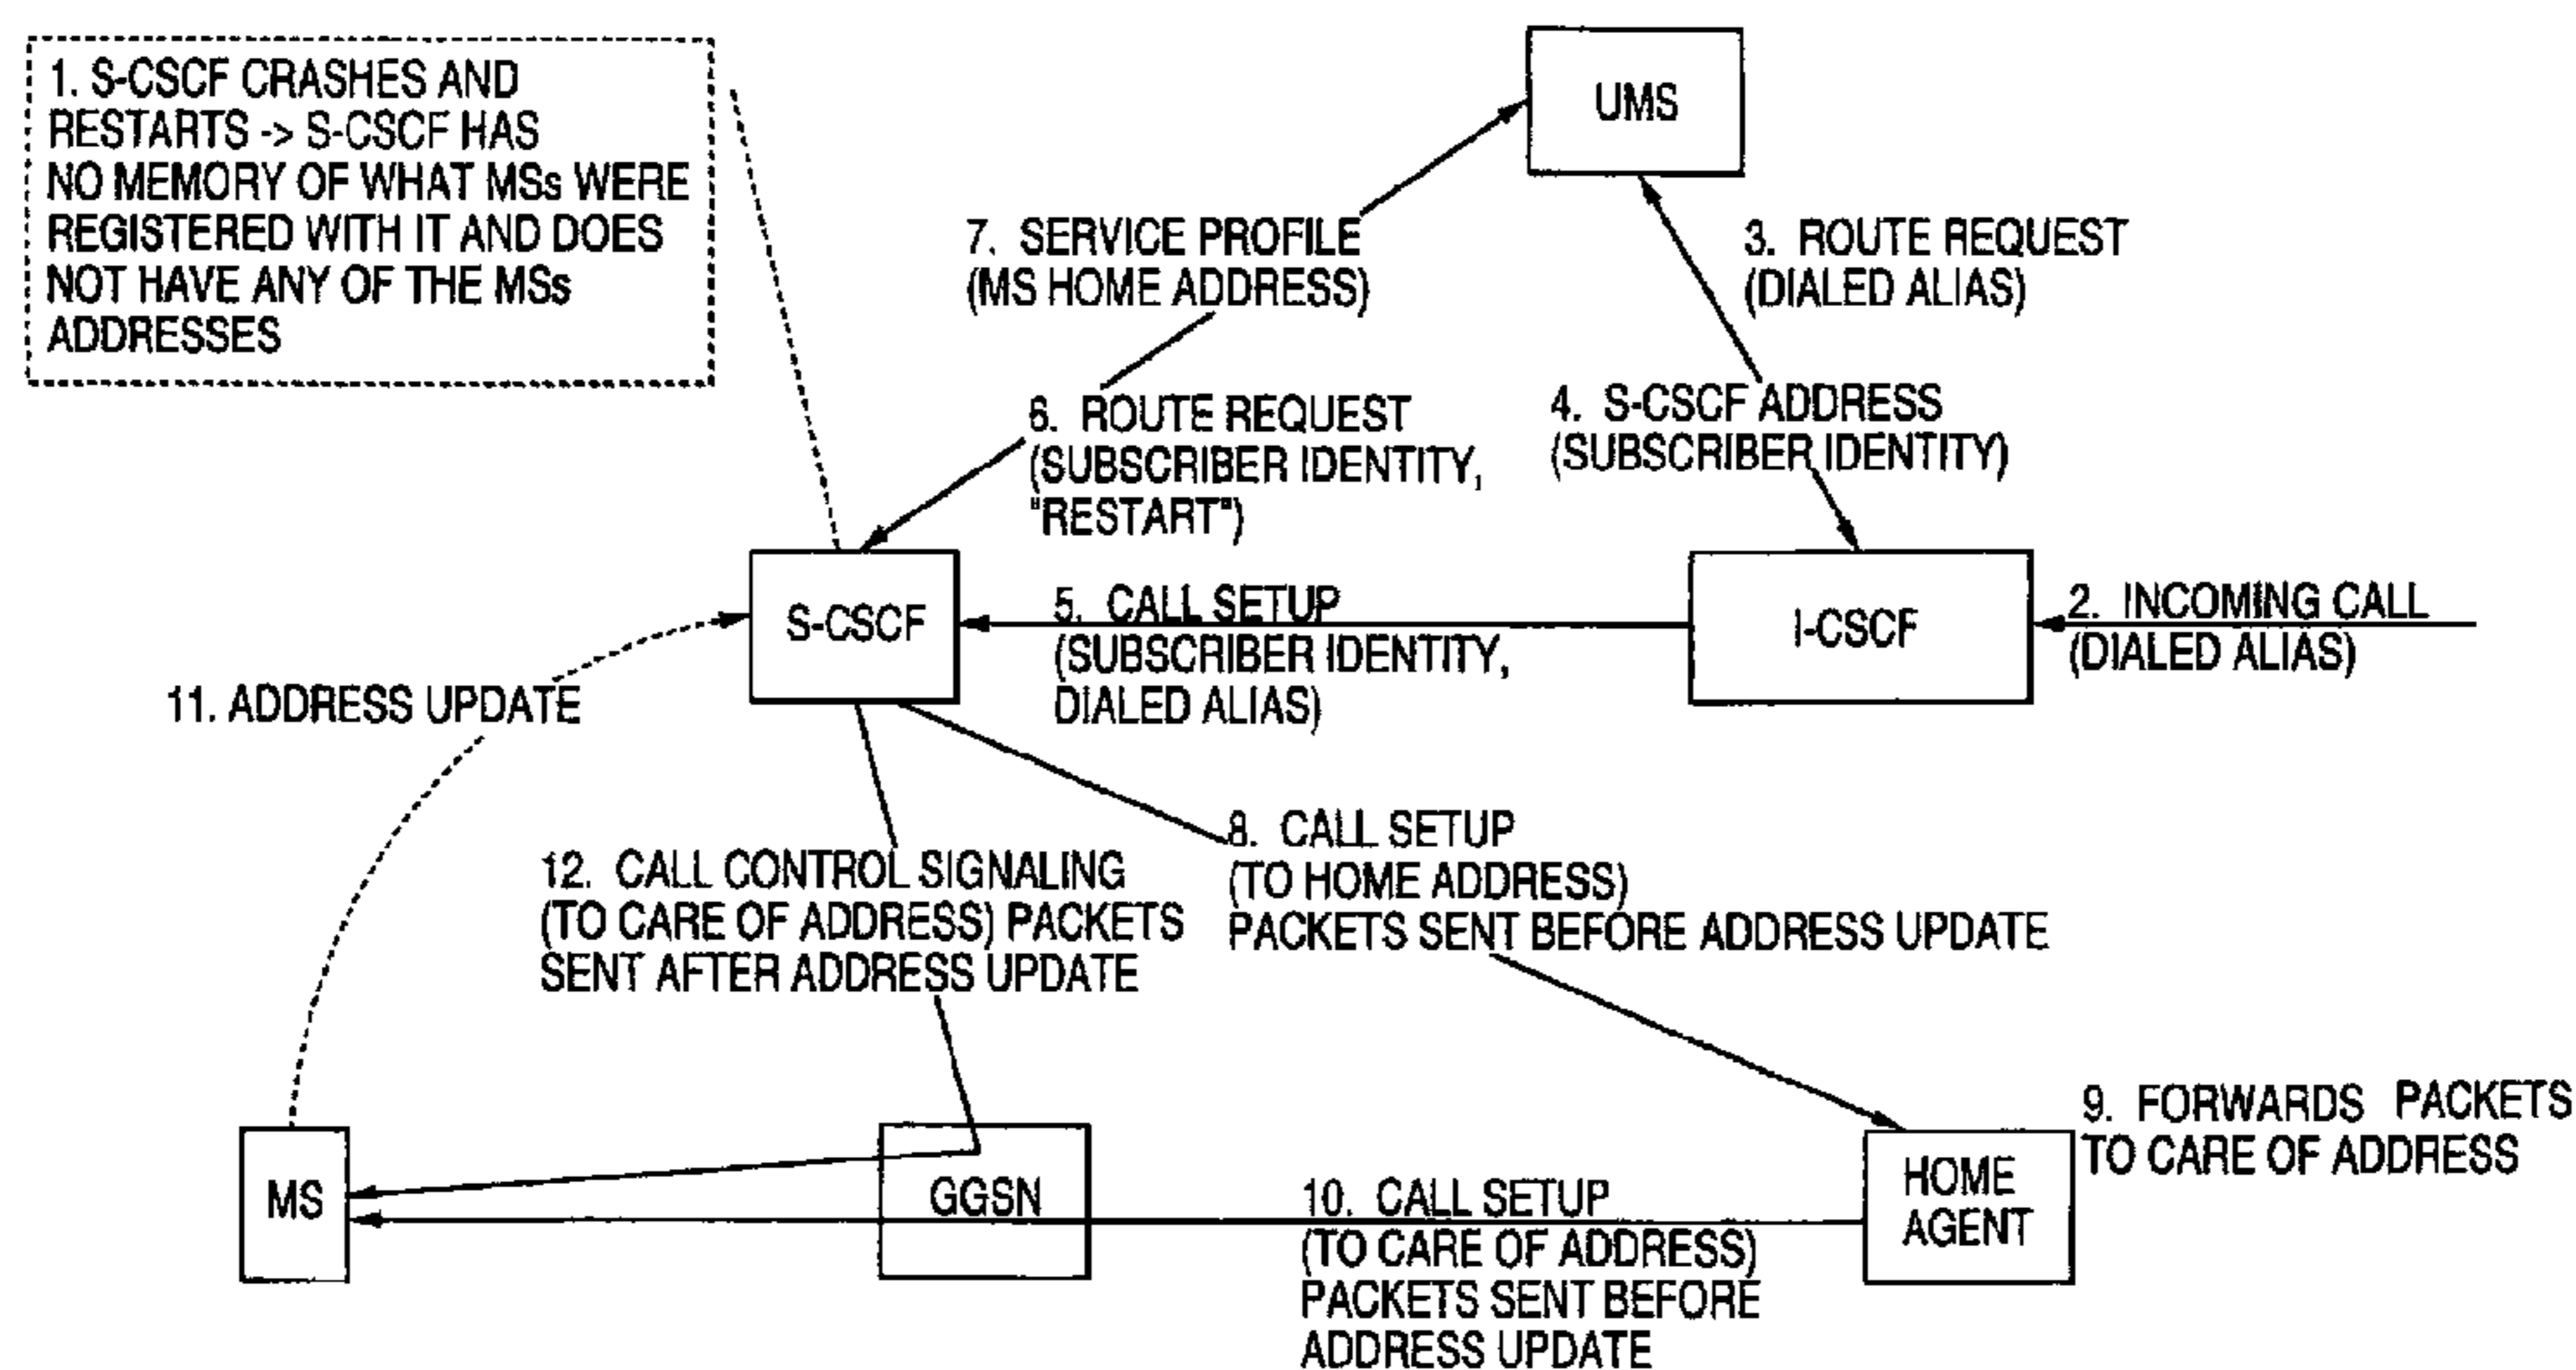 1. S-CSCF CRASHES AND
RESTARTS -> S-CSCF HAS
NO MEMORY OF WHAT MSs WERE
REGISTERED WITH IT AND DOES
NOT HAVE ANY OF THE MSs
ADDRESSES
UMS
7. SERVICE PROFILE
(MS HOME ADDRESS)
3. ROUTE REQUEST
(DIALED ALIAS)
6. ROUTE REQUEST
(SUBSCRIBER IDENTITY,
"RESTART")
4. S-CSCF ADDRESS
(SUBSCRIBER IDENTITY)
S-CSCF
5. CALL SETUP
(SUBSCRIBER IDENTITY,
DIALED ALIAS)
I-CSCF
2. INCOMING CALL
(DIALED ALIAS)
11. ADDRESS UPDATE
12. CALL CONTROL SIGNALING
(TO CARE OF ADDRESS) PACKETS
SENT AFTER ADDRESS UPDATE
8. CALL SETUP
(TO HOME ADDRESS)
PACKETS SENT BEFORE ADDRESS UPDATE
9. FORWARDS PACKETS
TO CARE OF ADDRESS
MS
GGSN
10. CALL SETUP
(TO CARE OF ADDRESS)
PACKETS SENT BEFORE
ADDRESS UPDATE
HOME
AGENT